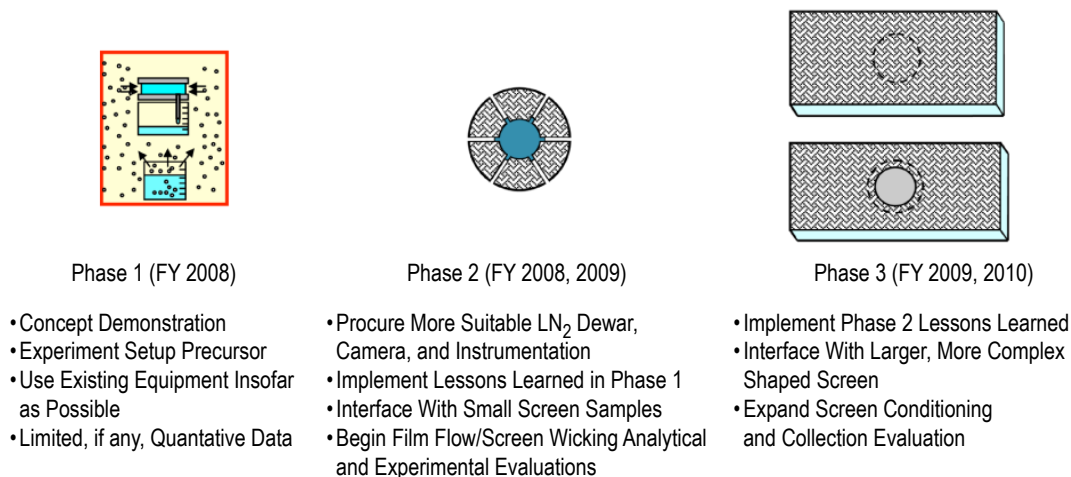 Phase 1 (FY 2008)
• Concept Demonstration
• Experiment Setup Precursor
• Use Existing Equipment Insofar
as Possible
• Limited, if any, Quantative Data
Phase 2 (FY 2008, 2009)
• Procure More Suitable LN2 Dewar,
Camera, and Instrumentation
• Implement Lessons Learned in Phase 1
• Interface With Small Screen Samples
• Begin Film Flow/Screen Wicking Analytical
and Experimental Evaluations
Phase 3 (FY 2009, 2010)
• Implement Phase 2 Lessons Learned
• Interface With Larger, More Complex
Shaped Screen
• Expand Screen Conditioning
and Collection Evaluation